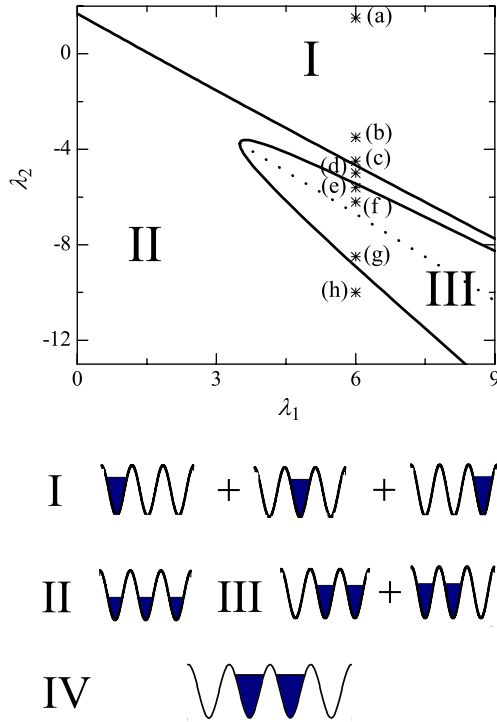 I
(a)
0
(b)
-4
(c)
(d)
(e)
(f)
λ2
II
-8
(g)
III
(h)
-12
0 3 6 9
λ1
I + +
II III +
IV